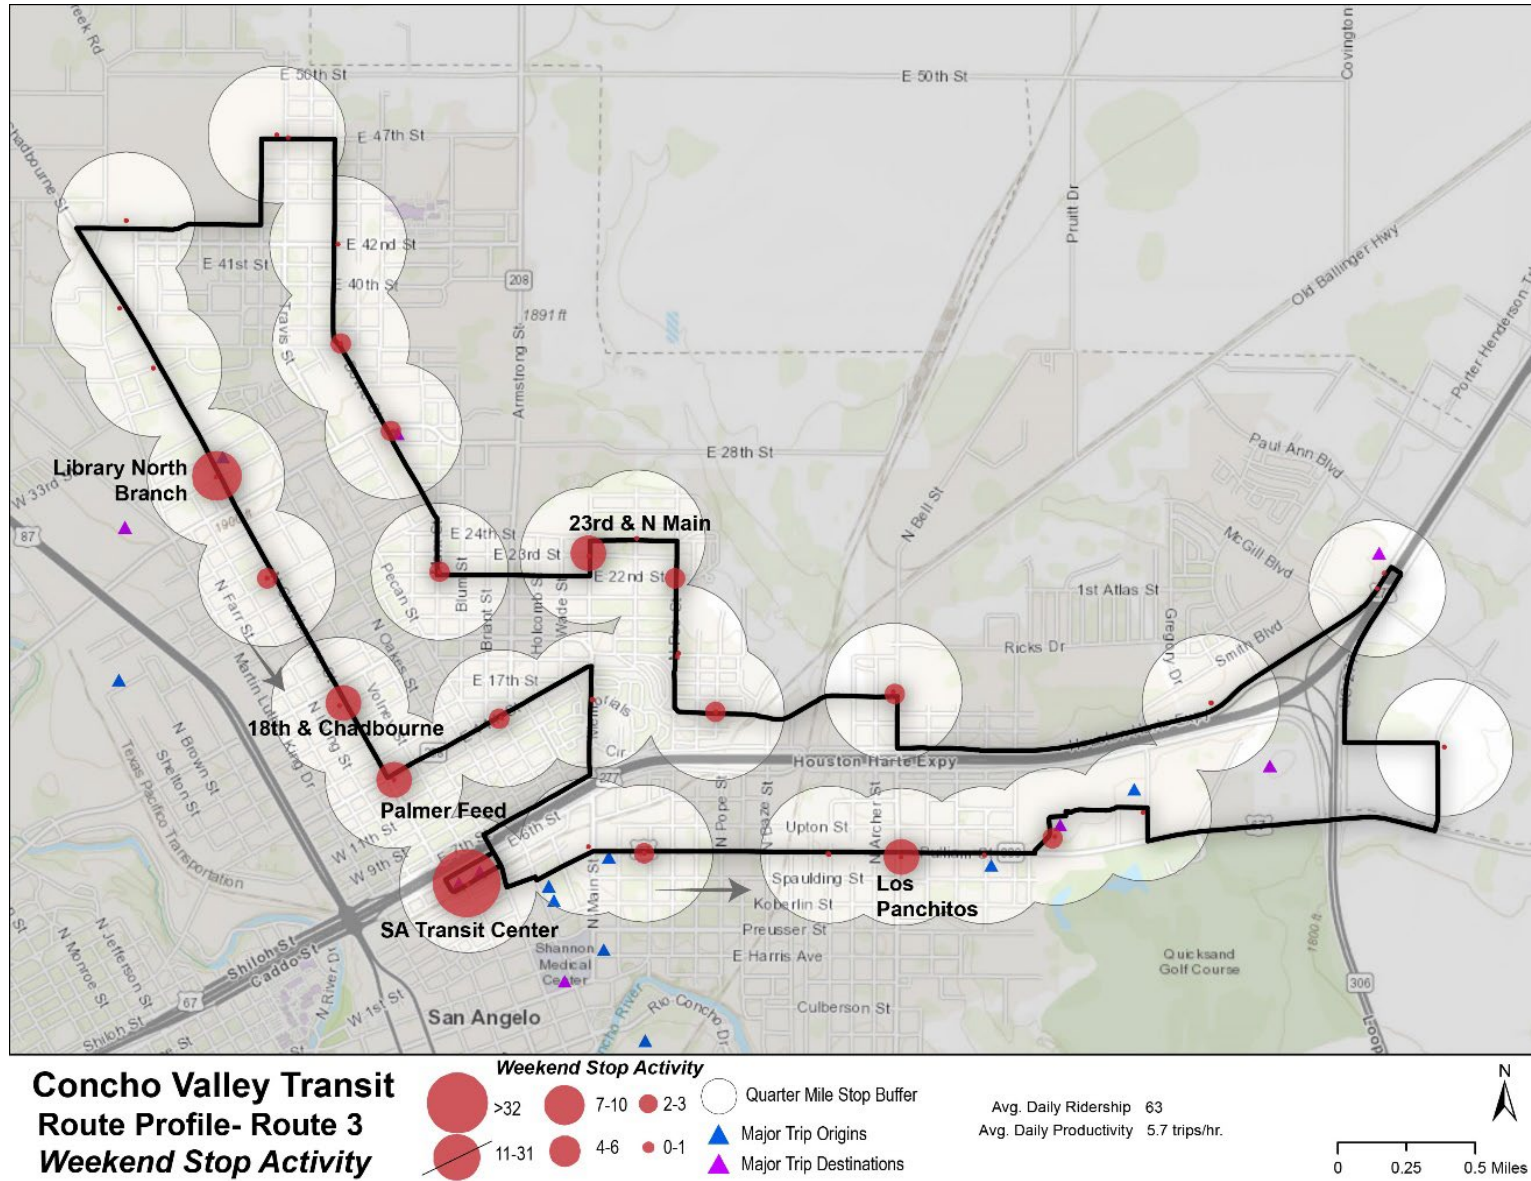 E 50th St
E 50th St
Covington
E 47th St
Chadbourne St
E 42nd St
E 41st St
E 40th St
Pruitt Dr
Old Ballinger Hwy
208
1891 ft
Travis St
Armstrong St
E 28th St
Paul Ann Blvd
Library North
Branch
W 33rd St
87
N Bell St
McGill Blvd
E 24th St
23rd & N Main
E 23rd St
E 22nd St
Pecan St
Blum St
Briant St
Holcomb St
Wade St
1st Atlas St
Gregory Dr
Smith Blvd
Ricks Dr
N Farr St
N Oakes St
E 17th St
18th & Chadbourne
Cir
Houston Harte Expy
277
Palmer Feed
N Brown St
Shelton St
Texas Pacifico Transportation
W 11th St
W 9th St
E 7th St
E 6th St
N Pope St
N Baze St
N Archer St
Upton St
Pulliam St
Spaulding St
Koberlin St
Los
Panchitos
SA Transit Center
N Main St
Preusser St
E Harris Ave
Shannon
Medical
Center
Quicksand
Golf Course
1800 ft
306
Loop
N Jefferson St
N Monroe St
Shiloh St
Caddo St
N River Dr
67
W 1st St
Shiloh St
San Angelo
Rio Concho Dr
Culberson St
Concho Valley Transit
Route Profile- Route 3
Weekend Stop Activity
Weekend Stop Activity
>32
7-10
2-3
11-31
4-6
0-1
Quarter Mile Stop Buffer
Major Trip Origins
Major Trip Destinations
Avg. Daily Ridership 63
Avg. Daily Productivity 5.7 trips/hr.
N
0 0.25 0.5 Miles